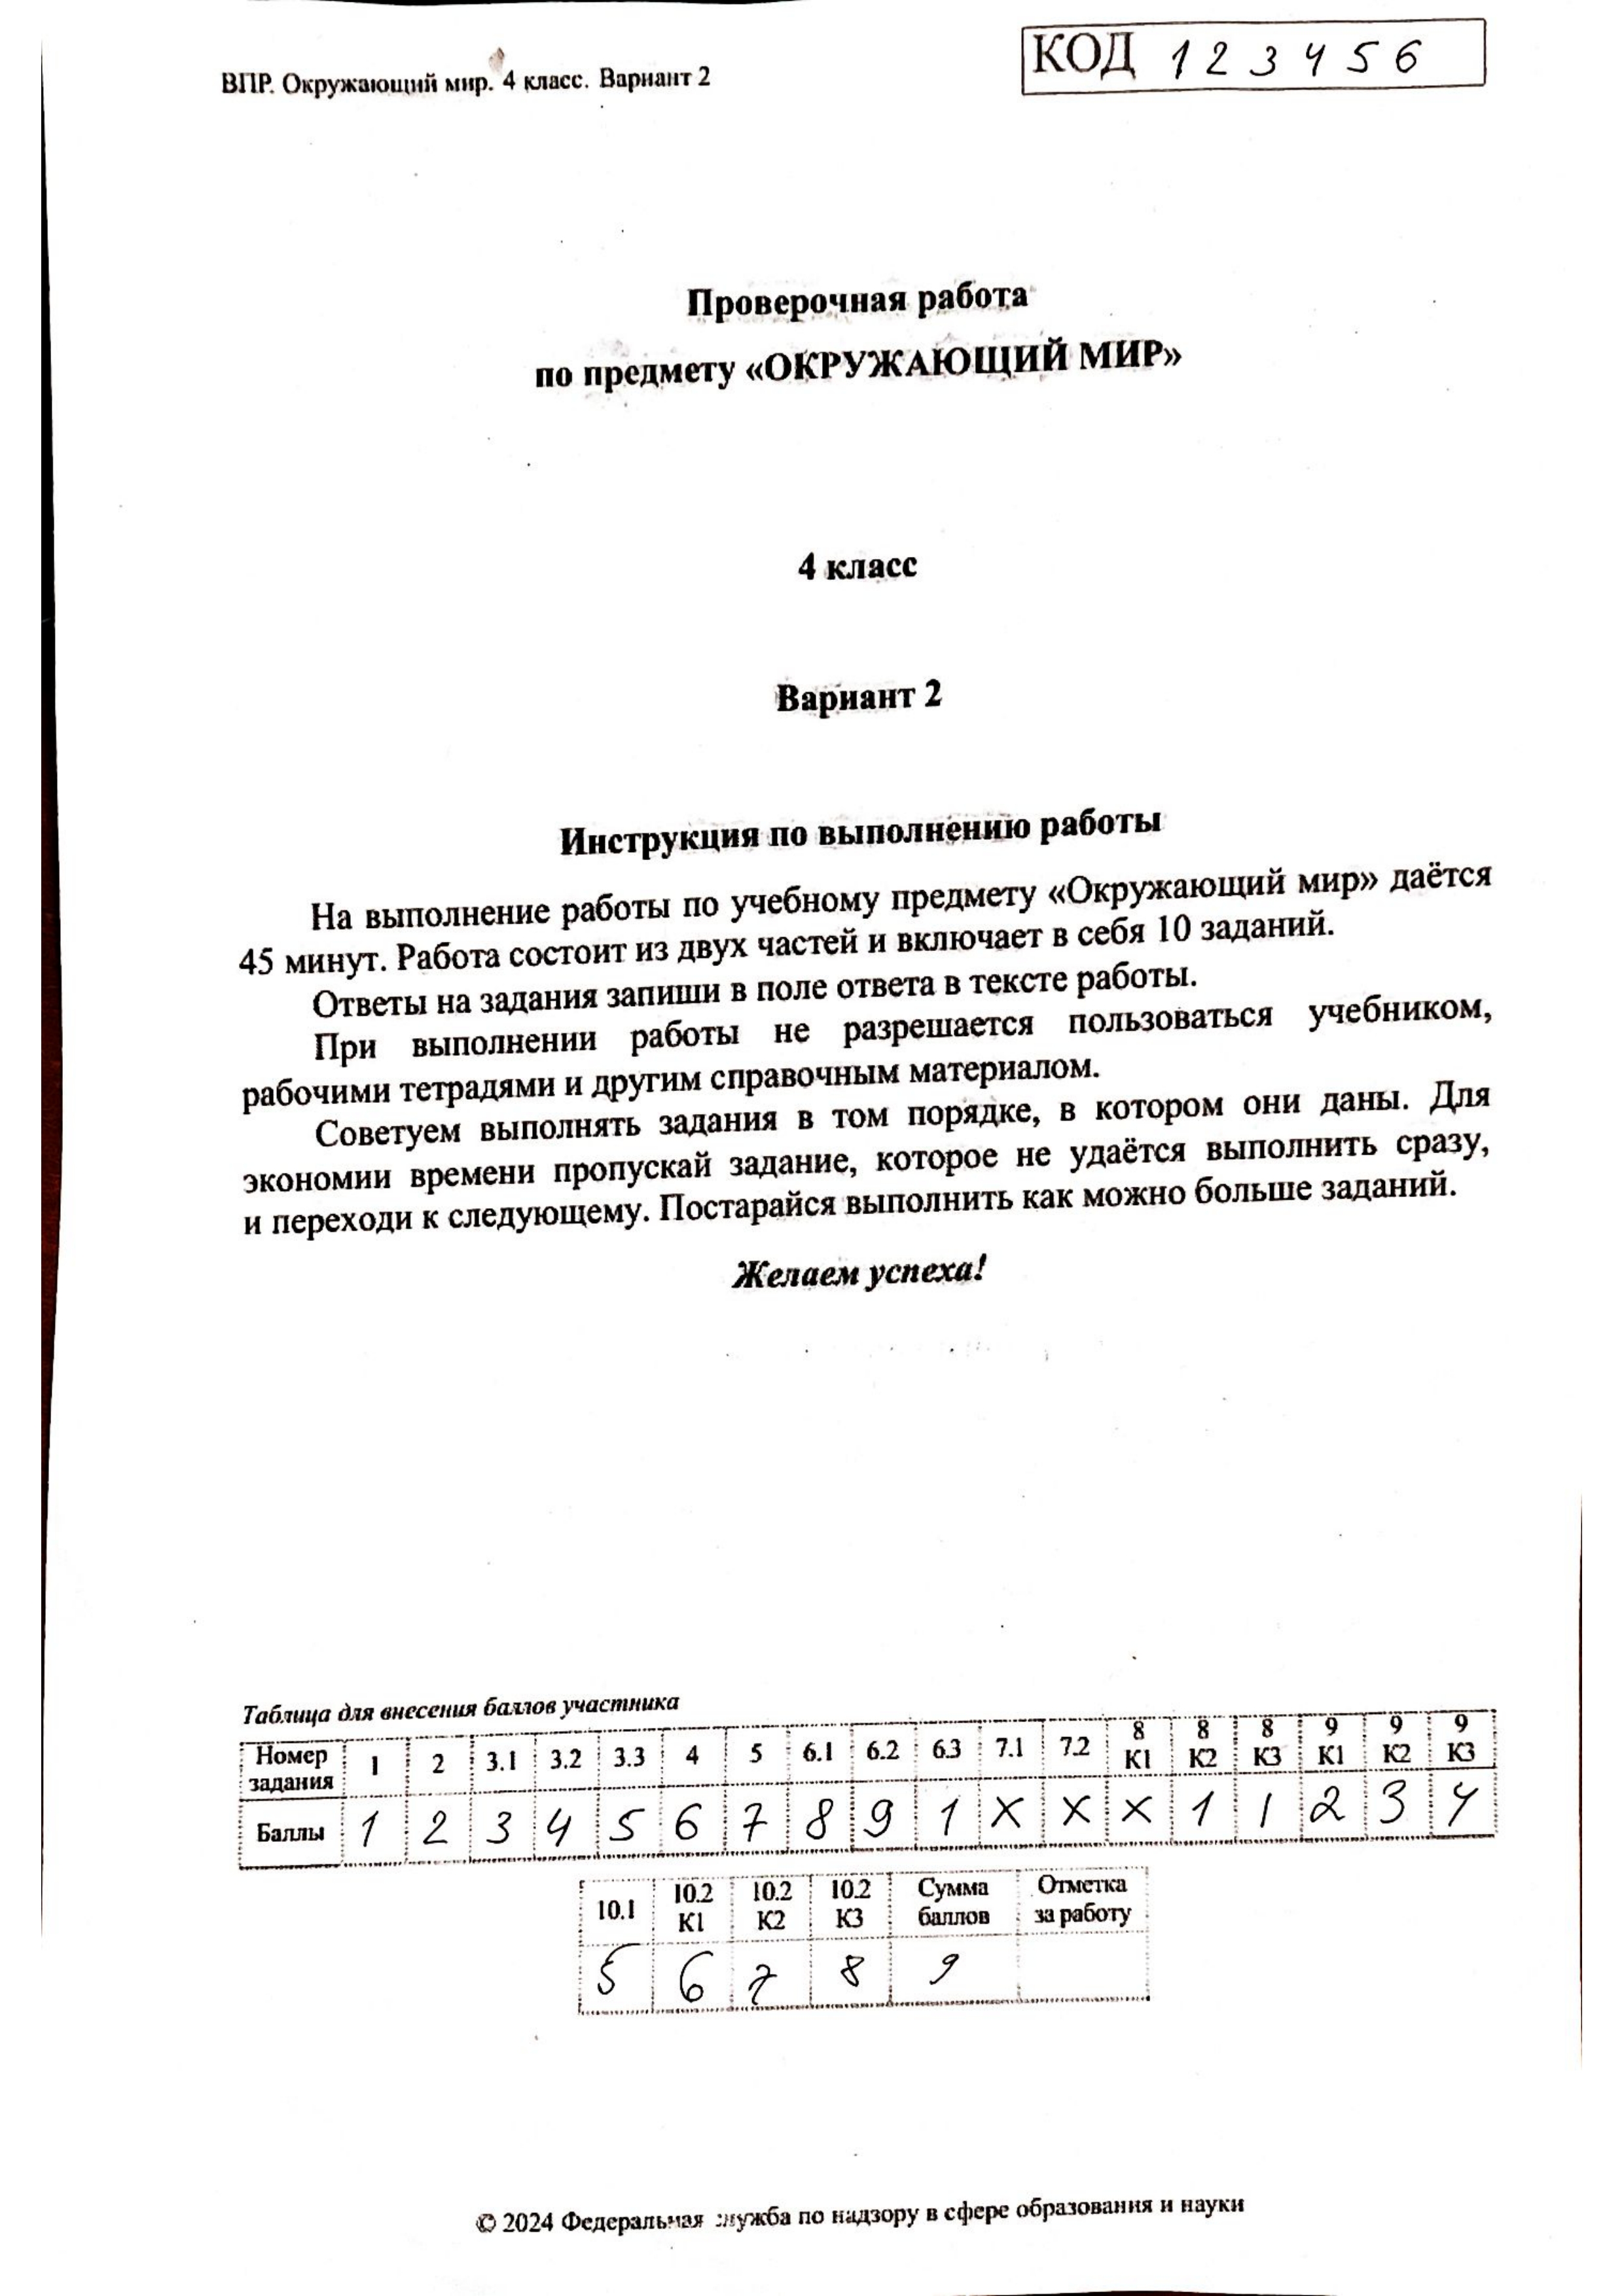 ВПР. Окружающий мир. 4 класс. Вариант 2
КОД 1 2 3 4 5 6
Проверочная работа
по предмету «ОКРУЖАЮЩИЙ МИР»
4 класс
Вариант 2
Инструкция по выполнению работы
На выполнение работы по учебному предмету «Окружающий мир» даётся
45 минут. Работа состоит из двух частей и включает в себя 10 заданий.
Ответы на задания запиши в поле ответа в тексте работы.
При выполнении работы не разрешается пользоваться учебником,
рабочими тетрадями и другим справочным материалом.
Советуем выполнять задания в том порядке, в котором они даны. Для
экономии времени пропускай задание, которое не удаётся выполнить сразу,
и переходи к следующему. Постарайся выполнить как можно больше заданий.
Желаем успеха!
Таблица для внесения баллов участника
Номер задания 1 2 3.1 3.2 3.3 4 5 6.1 6.2 6.3 7.1 7.2 8 К1 8 К2 8 К3 9 К1 9 К2 9 К3
Баллы 1 2 3 4 5 6 7 8 9 1 X X X 1 1 2 3 4
10.1 10.2 К1 10.2 К2 10.2 К3 Сумма баллов Отметка за работу
5 6 7 8 9
© 2024 Федеральная служба по надзору в сфере образования и науки